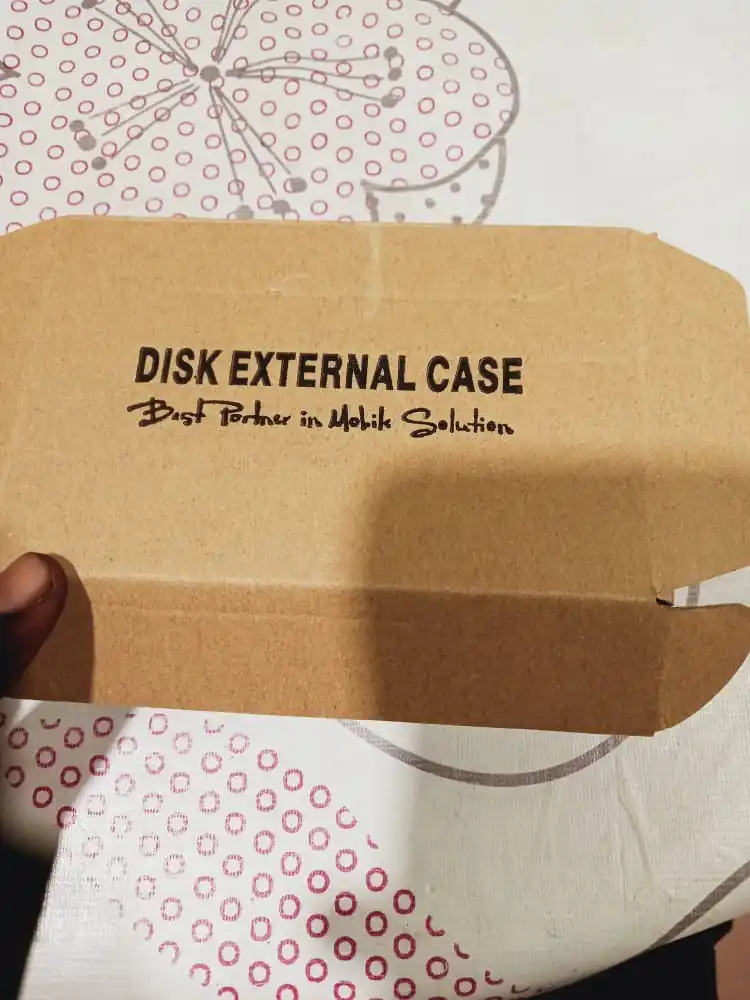 DISK EXTERNAL CASE
Best Partner in Mobile Solution